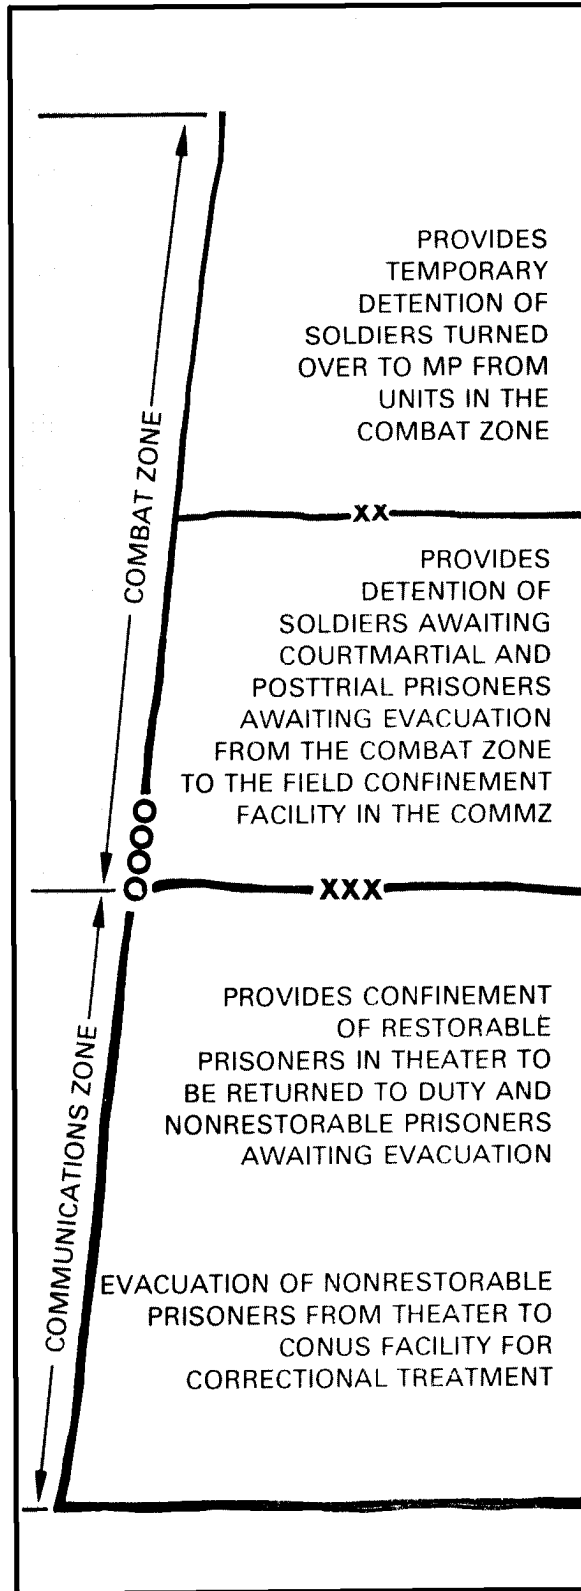 PROVIDES
TEMPORARY
DETENTION OF
SOLDIERS TURNED
OVER TO MP FROM
UNITS IN THE
COMBAT ZONE
COMBAT ZONE
XX
PROVIDES
DETENTION OF
SOLDIERS AWAITING
COURTMARTIAL AND
POSTTRIAL PRISONERS
AWAITING EVACUATION
FROM THE COMBAT ZONE
TO THE FIELD CONFINEMENT
FACILITY IN THE COMMZ
OOOO
XXX
COMMUNICATIONS ZONE
PROVIDES CONFINEMENT
OF RESTORABLE
PRISONERS IN THEATER TO
BE RETURNED TO DUTY AND
NONRESTORABLE PRISONERS
AWAITING EVACUATION
EVACUATION OF NONRESTORABLE
PRISONERS FROM THEATER TO
CONUS FACILITY FOR
CORRECTIONAL TREATMENT